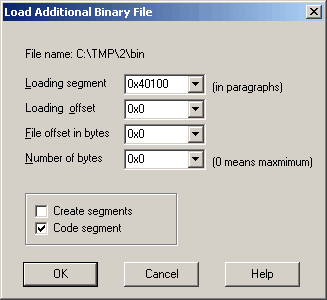 Load Additional Binary File
File name: C:\TMP\2\bin
Loading segment 0x40100 (in paragraphs)
Loading offset 0x0
File offset in bytes 0x0
Number of bytes 0x0 (0 means maxmimum)
Create segments
Code segment
OK Cancel Help